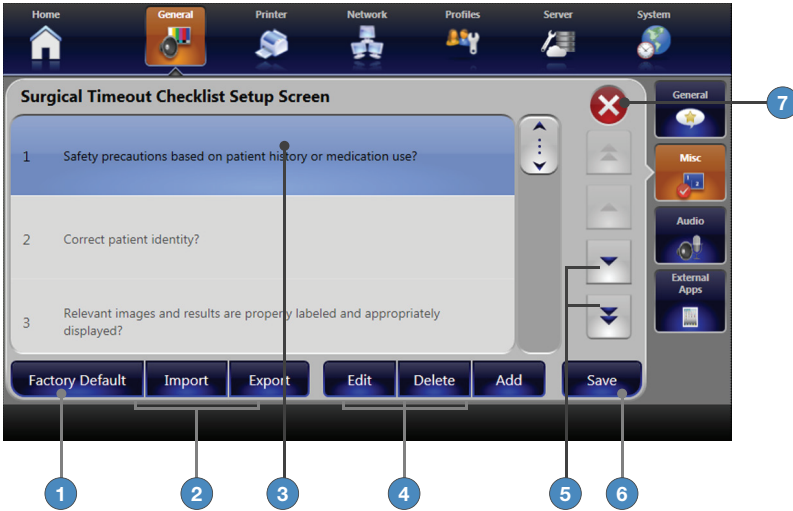 Home General Printer Network Profiles Server System
Surgical Timeout Checklist Setup Screen
1 Safety precautions based on patient history or medication use?
2 Correct patient identity?
3 Relevant images and results are properly labeled and appropriately
displayed?
Factory Default Import Export Edit Delete Add Save
General
Misc
1 2
Audio
External
Apps
7
1 2 3 4 5 6